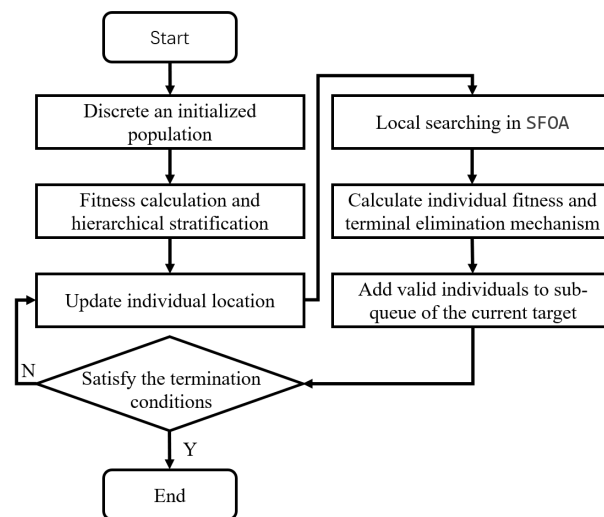 Start
Discrete an initialized
population
Fitness calculation and
hierarchical stratification
Update individual location
Local searching in SFOA
Calculate individual fitness and
terminal elimination mechanism
Add valid individuals to sub-
queue of the current target
Satisfy the termination
conditions
N
Y
End